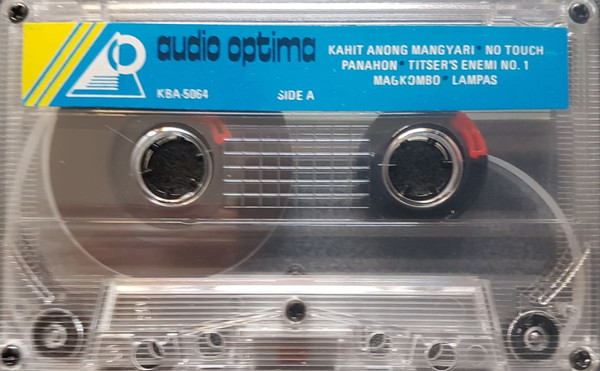 audio optima
KBA-5064
SIDE A
KAHIT ANONG MANGYARI • NO TOUCH
PANAHON • TITSER'S ENEMI NO. 1
MAGKOMBO • LAMPAS